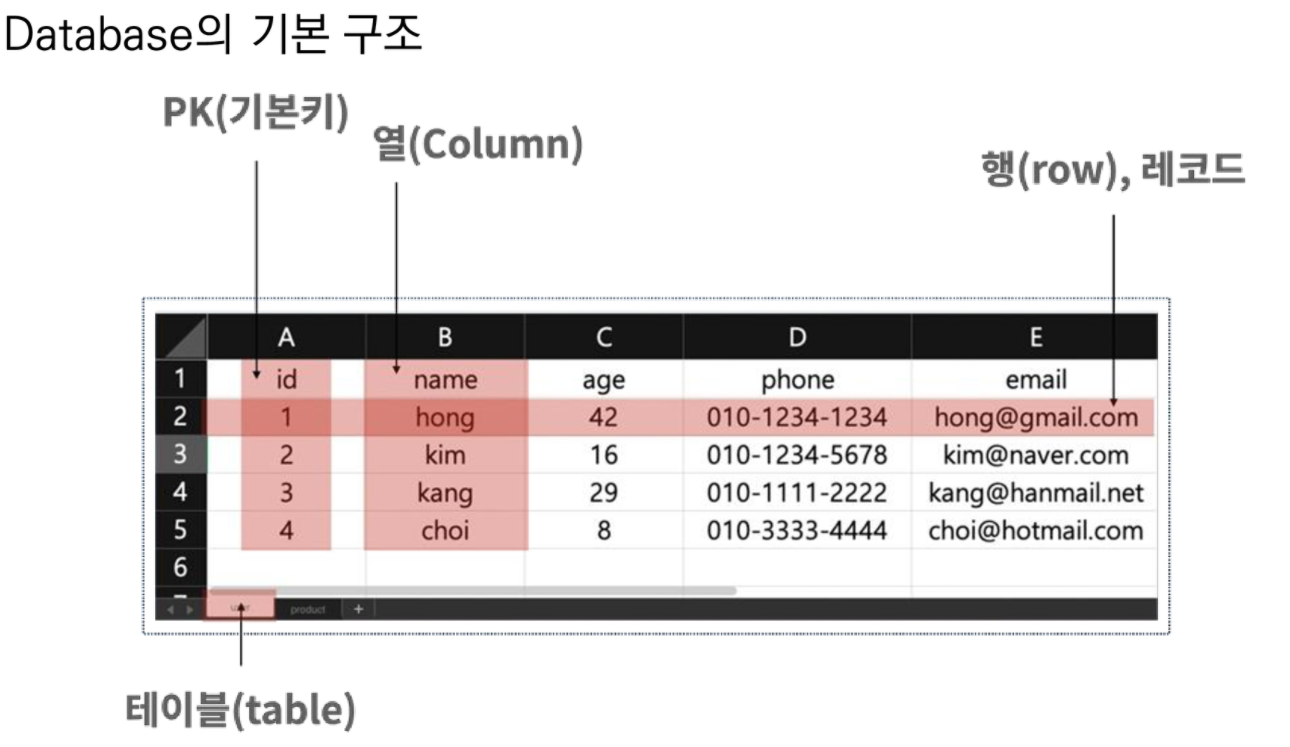 Database의 기본 구조
PK(기본키)
열(Column)
행(row), 레코드
A B C D E
1 id name age phone email
2 1 hong 42 010-1234-1234 hong@gmail.com
3 2 kim 16 010-1234-5678 kim@naver.com
4 3 kang 29 010-1111-2222 kang@hanmail.net
5 4 choi 8 010-3333-4444 choi@hotmail.com
6
product +
테이블(table)